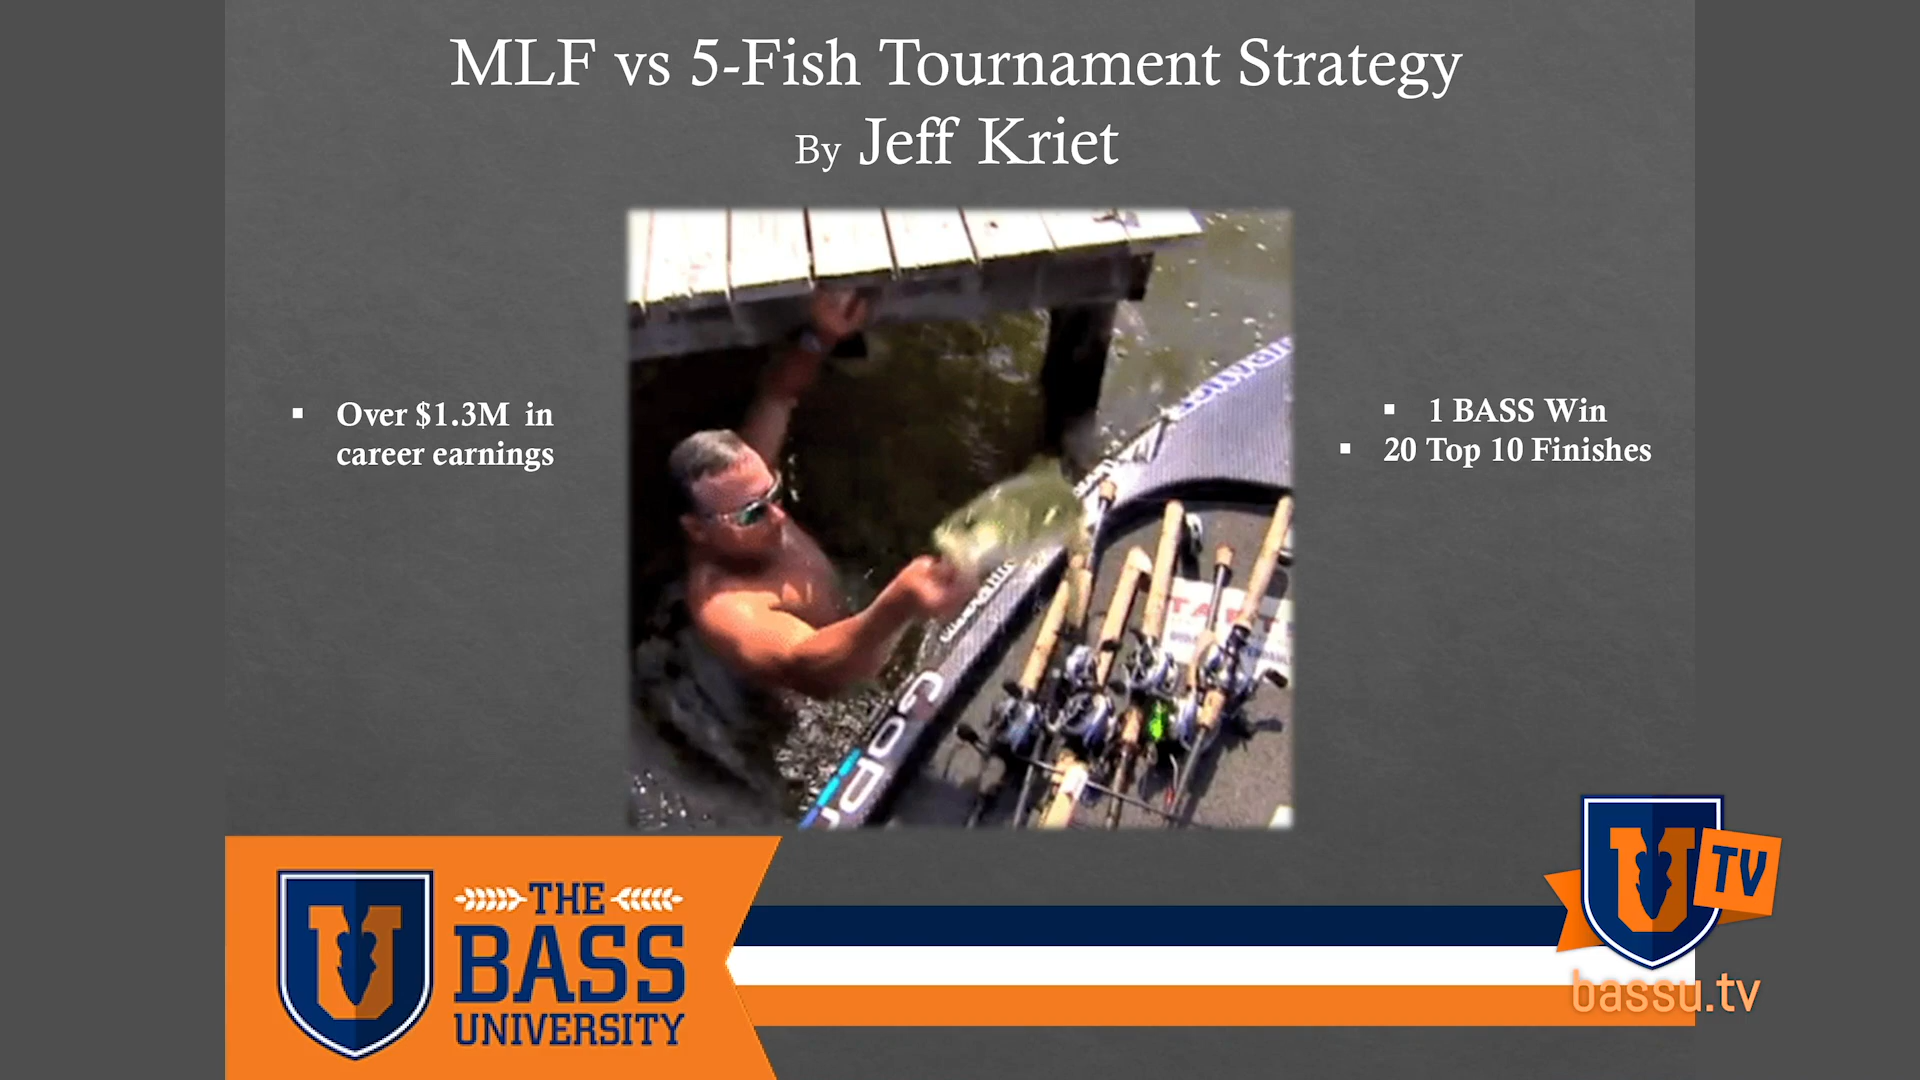 MLF vs 5-Fish Tournament Strategy
By Jeff Kriet
▪ Over $1.3M in
career earnings
▪ 1 BASS Win
▪ 20 Top 10 Finishes
GoPr
THE
BASS
UNIVERSITY
U
U TV
bassu.tv